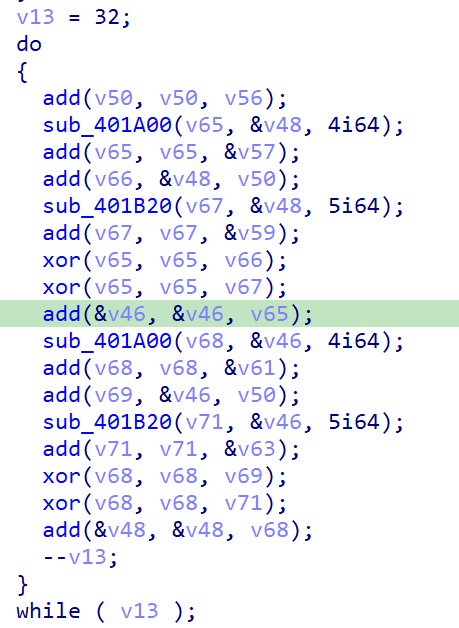 v13 = 32;
do
{
add(v50, v50, v56);
sub_401A00(v65, &v48, 4i64);
add(v65, v65, &v57);
add(v66, &v48, v50);
sub_401B20(v67, &v48, 5i64);
add(v67, v67, &v59);
xor(v65, v65, v66);
xor(v65, v65, v67);
add(&v46, &v46, v65);
sub_401A00(v68, &v46, 4i64);
add(v68, v68, &v61);
add(v69, &v46, v50);
sub_401B20(v71, &v46, 5i64);
add(v71, v71, &v63);
xor(v68, v68, v69);
xor(v68, v68, v71);
add(&v48, &v48, v68);
--v13;
}
while ( v13 );